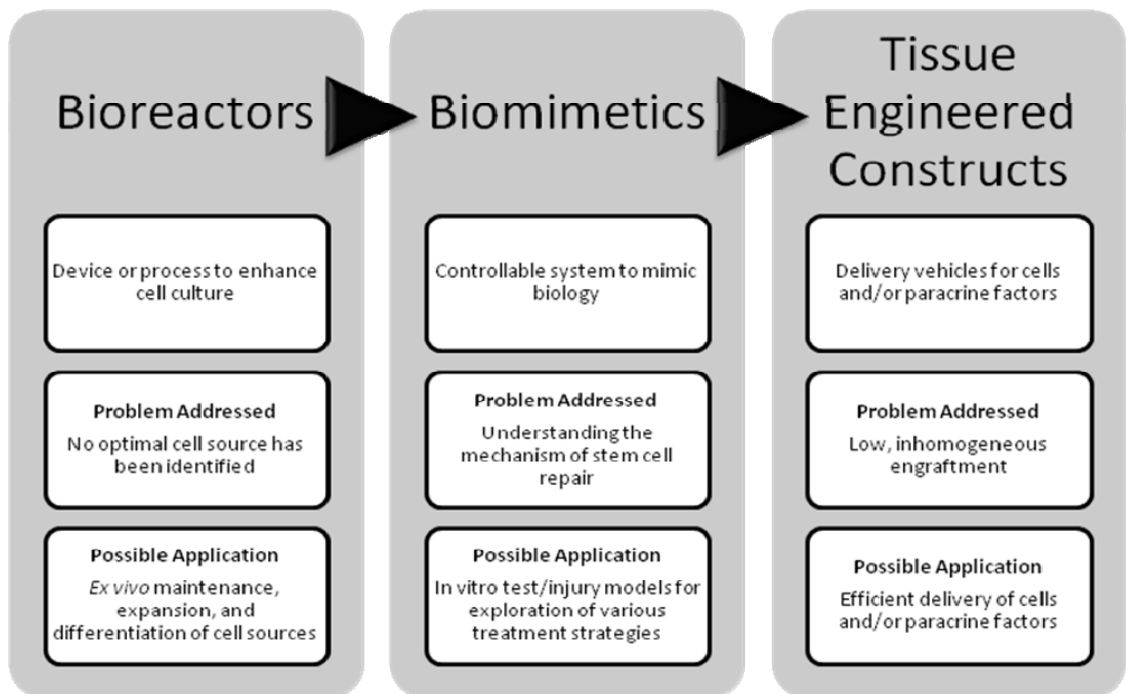 Bioreactors
Device or process to enhance
cell culture
Problem Addressed
No optimal cell source has
been identified
Possible Application
Ex vivo maintenance,
expansion, and
differentiation of cell sources
Biomimetics
Controllable system to mimic
biology
Problem Addressed
Understanding the
mechanism of stem cell
repair
Possible Application
In vitro test/injury models for
exploration of various
treatment strategies
Tissue
Engineered
Constructs
Delivery vehicles for cells
and/or paracrine factors
Problem Addressed
Low, inhomogeneous
engraftment
Possible Application
Efficient delivery of cells
and/or paracrine factors